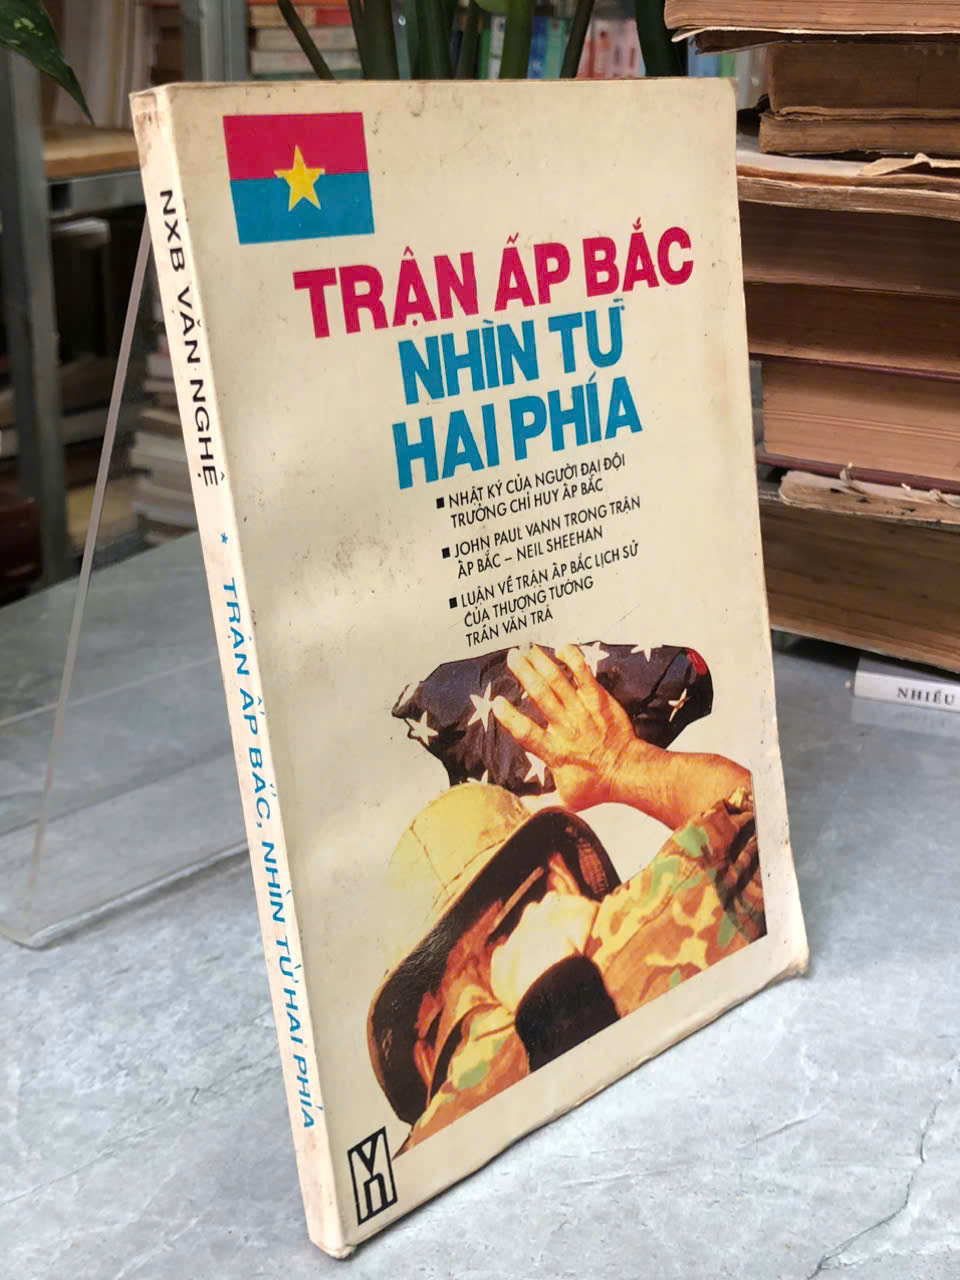 TRẬN ẤP BẮC
NHÌN TỪ
HAI PHÍA
■ NHẬT KÝ CỦA NGƯỜI ĐẠI ĐỘI
TRƯỞNG CHỈ HUY ẤP BẮC
■ JOHN PAUL VANN TRONG TRẬN
ẤP BẮC – NEIL SHEEHAN
■ LUẬN VỀ TRẬN ẤP BẮC LỊCH SỬ
CỦA THƯỢNG TƯỚNG
TRẦN VĂN TRÀ
Vn
NXB VĂN NGHỆ * TRẬN ẤP BẮC, NHÌN TỪ HAI PHÍA
NHIỀU